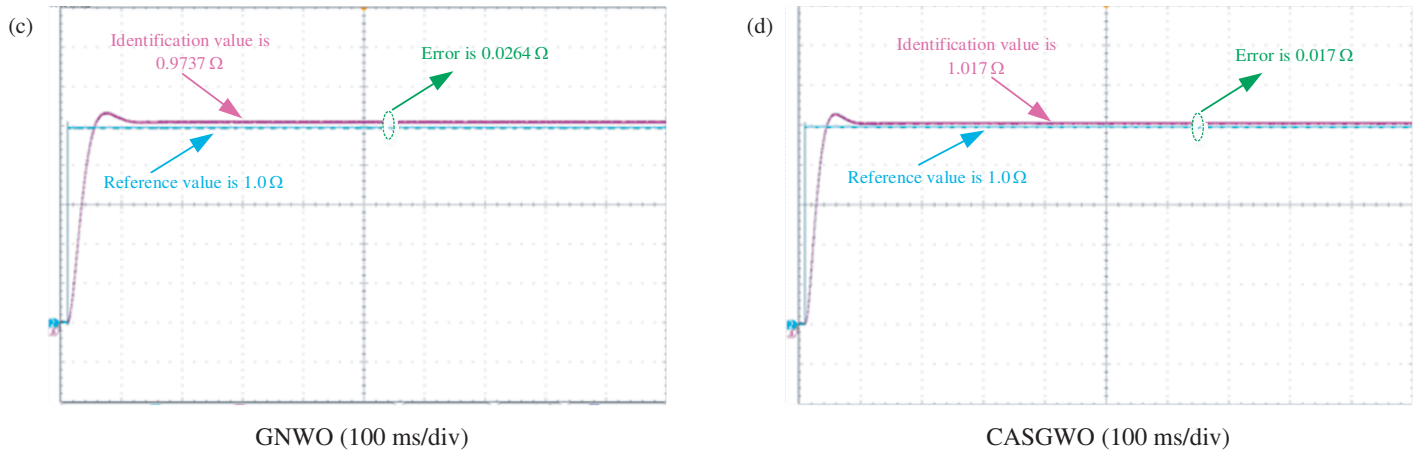 (c)
Identification value is
0.9737 Ω
Error is 0.0264 Ω
Reference value is 1.0 Ω
GNWO (100 ms/div)
(d)
Identification value is
1.017 Ω
Error is 0.017 Ω
Reference value is 1.0 Ω
CASGWO (100 ms/div)